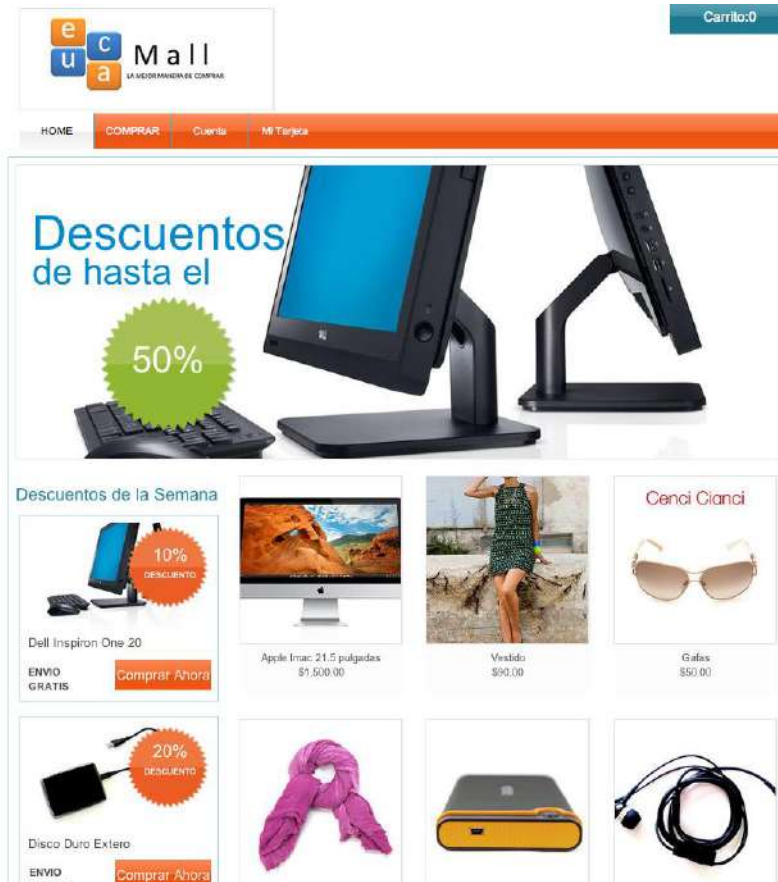 e
c
u
a
Mall
LA MEJOR MANERA DE COMPRAR
Carrito:0
HOME
COMPRAR
Cuenta
Mi Tarjeta
Descuentos
de hasta el
50%
Descuentos de la Semana
10%
DESCUENTO
Dell Inspiron One 20
ENVIO
GRATIS
Comprar Ahora
20%
DESCUENTO
Disco Duro Extero
ENVIO
Comprar Ahora
Apple Imac 21.5 pulgadas
$1,500.00
Vestido
$90.00
Cenci Cianci
Gafas
$50.00